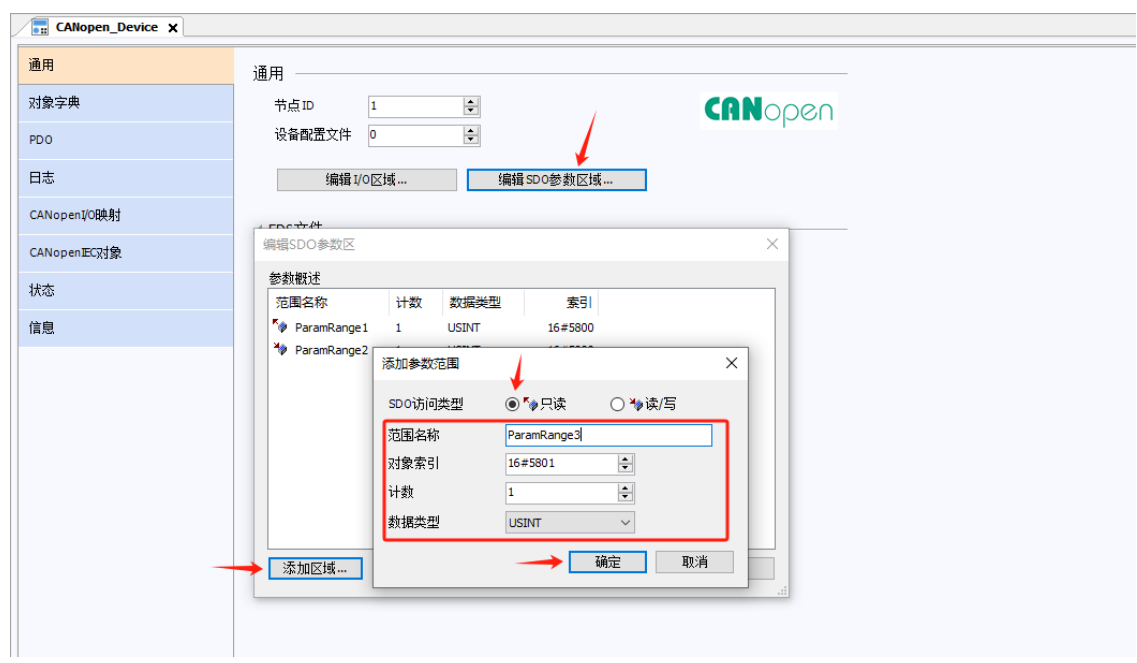 CANopen_Device x
通用
对象字典
PDO
日志
CANopenI/O映射
CANopenIEC对象
状态
信息
通用
节点ID 1
CANopen
设备配置文件 0
编辑I/O区域... 编辑SDO参数区域...
编辑SDO参数区
参数概述
范围名称 计数 数据类型 索引
ParamRange1 1 USINT 16#5800
ParamRange2
添加参数范围
SDO访问类型 只读 读/写
范围名称 ParamRange3
对象索引 16#5801
计数 1
数据类型 USINT
确定 取消
添加区域...